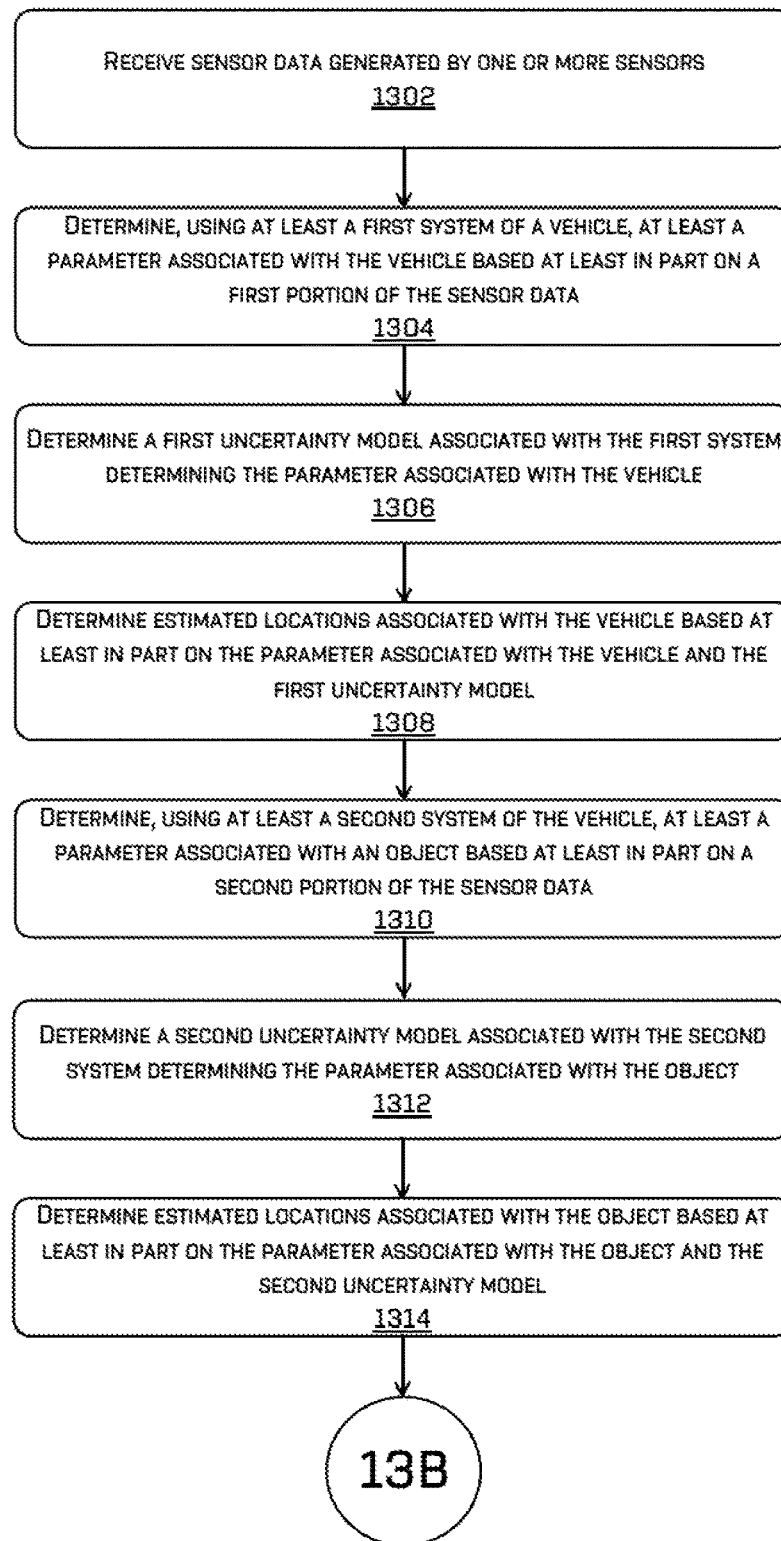 RECEIVE SENSOR DATA GENERATED BY ONE OR MORE SENSORS
1302
DETERMINE, USING AT LEAST A FIRST SYSTEM OF A VEHICLE, AT LEAST A
PARAMETER ASSOCIATED WITH THE VEHICLE BASED AT LEAST IN PART ON A
FIRST PORTION OF THE SENSOR DATA
1304
DETERMINE A FIRST UNCERTAINTY MODEL ASSOCIATED WITH THE FIRST SYSTEM
DETERMINING THE PARAMETER ASSOCIATED WITH THE VEHICLE
1306
DETERMINE ESTIMATED LOCATIONS ASSOCIATED WITH THE VEHICLE BASED AT
LEAST IN PART ON THE PARAMETER ASSOCIATED WITH THE VEHICLE AND THE
FIRST UNCERTAINTY MODEL
1308
DETERMINE, USING AT LEAST A SECOND SYSTEM OF THE VEHICLE, AT LEAST A
PARAMETER ASSOCIATED WITH AN OBJECT BASED AT LEAST IN PART ON A
SECOND PORTION OF THE SENSOR DATA
1310
DETERMINE A SECOND UNCERTAINTY MODEL ASSOCIATED WITH THE SECOND
SYSTEM DETERMINING THE PARAMETER ASSOCIATED WITH THE OBJECT
1312
DETERMINE ESTIMATED LOCATIONS ASSOCIATED WITH THE OBJECT BASED AT
LEAST IN PART ON THE PARAMETER ASSOCIATED WITH THE OBJECT AND THE
SECOND UNCERTAINTY MODEL
1314
13B